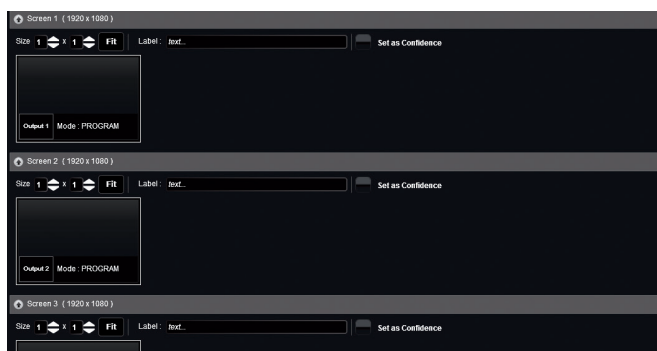 Screen 1 ( 1920 x 1080 )
Size 1 x 1 Fit Label : text... Set as Confidence
Output 1 Mode : PROGRAM
Screen 2 ( 1920 x 1080 )
Size 1 x 1 Fit Label : text... Set as Confidence
Output 2 Mode : PROGRAM
Screen 3 ( 1920 x 1080 )
Size 1 x 1 Fit Label : text... Set as Confidence